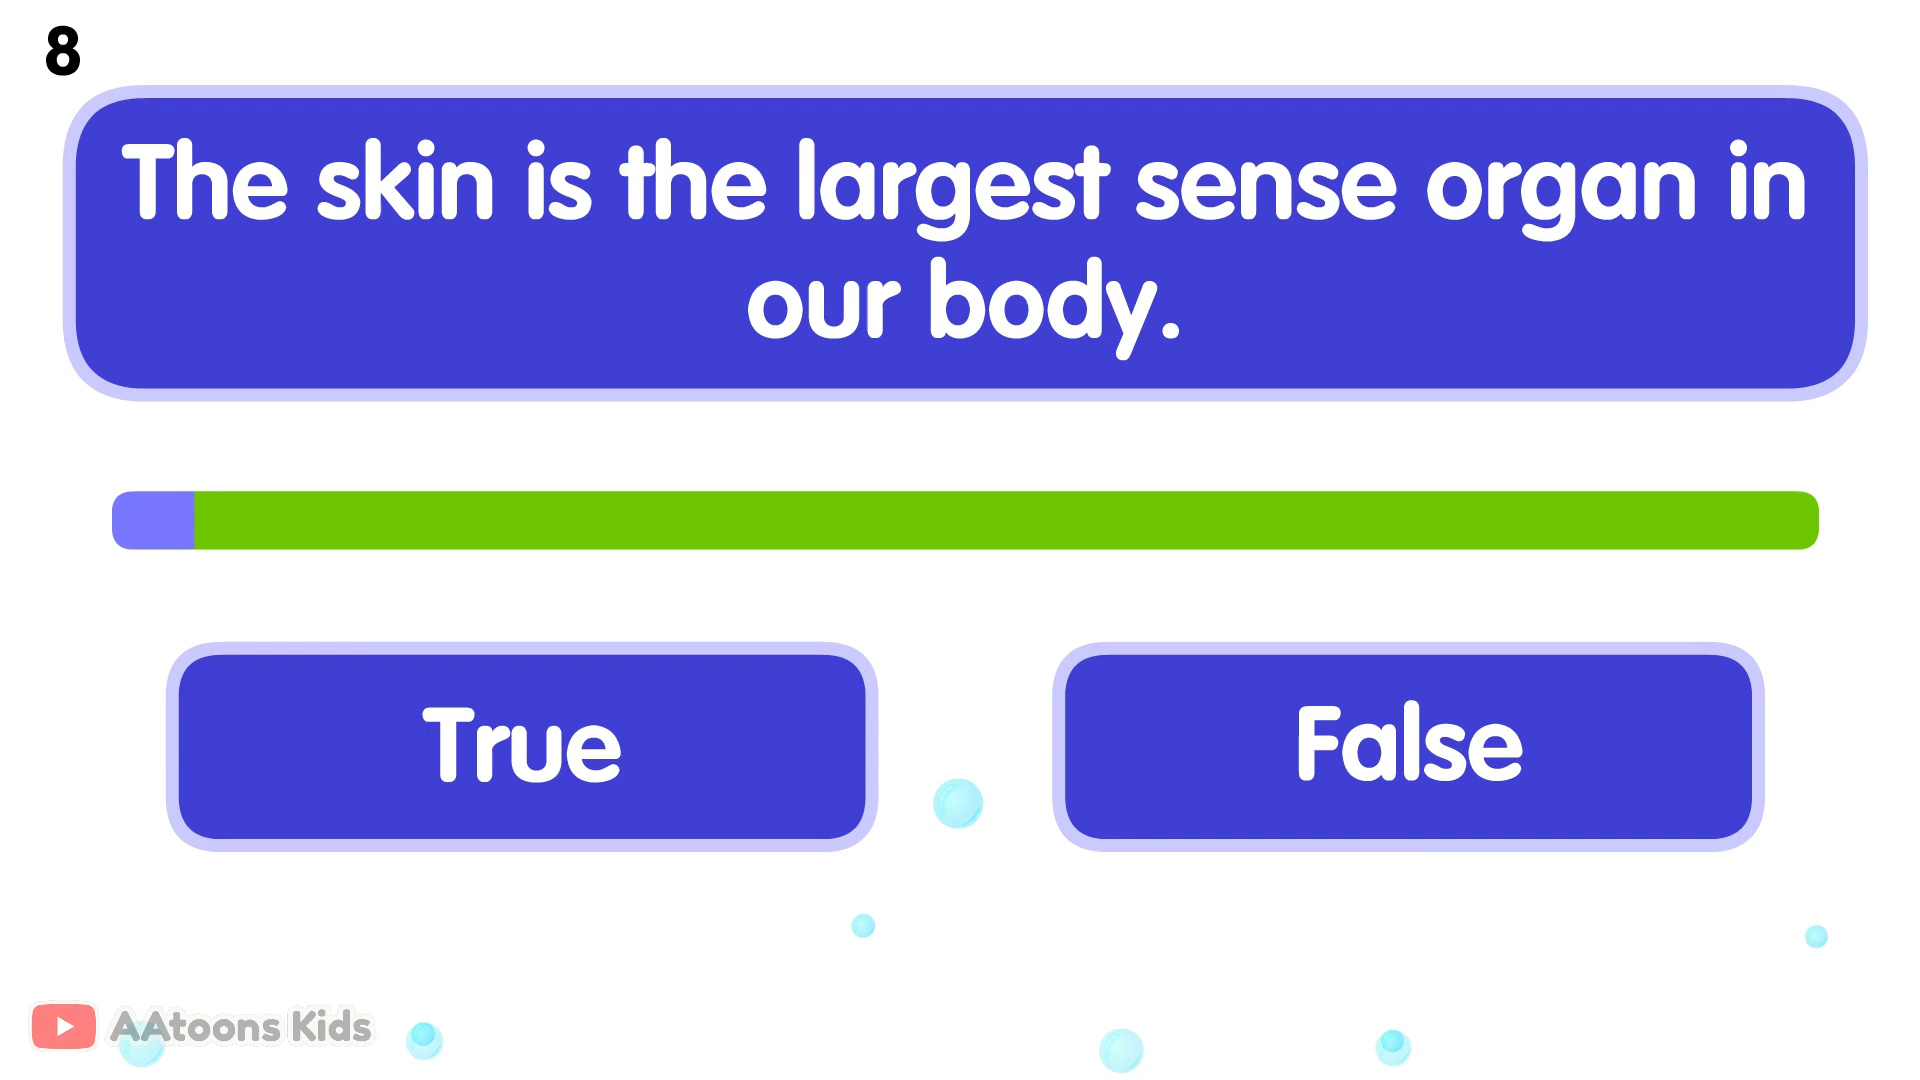 8
The skin is the largest sense organ in
our body.
True
False
AAtoons Kids